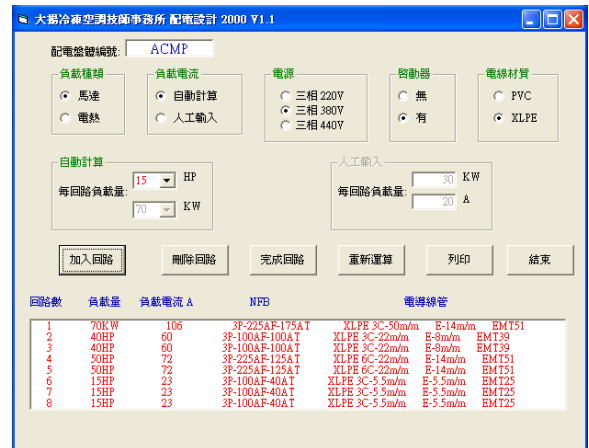 大揚冷凍空調技師事務所 配電設計 2000 V1.1
配電盤體編號: ACMP
負載種類 負載電流 電源 啓動器 電線材質
馬達 自動計算 三相 220V 無 PVC
三相 380V
電熱 人工輸入 三相 440V 有 XLPE
自動計算 人工輸入
每回路負載量: 15 HP 每回路負載量: 30 KW
70 KW 20 A
加入回路 刪除回路 完成回路 重新運算 列印 結束
回路數 負載量 負載電流 A NFB 電導線管
1 70KW 106 3P-225AF-175AT XLPE 3C-50m/m E-14m/m EMT51
2 40HP 60 3P-100AF-100AT XLPE 3C-22m/m E-8m/m EMT39
3 40HP 60 3P-100AF-100AT XLPE 3C-22m/m E-8m/m EMT39
4 50HP 72 3P-225AF-125AT XLPE 6C-22m/m E-14m/m EMT51
5 50HP 72 3P-225AF-125AT XLPE 6C-22m/m E-14m/m EMT51
6 15HP 23 3P-100AF-40AT XLPE 3C-5.5m/m E-5.5m/m EMT25
7 15HP 23 3P-100AF-40AT XLPE 3C-5.5m/m E-5.5m/m EMT25
8 15HP 23 3P-100AF-40AT XLPE 3C-5.5m/m E-5.5m/m EMT25